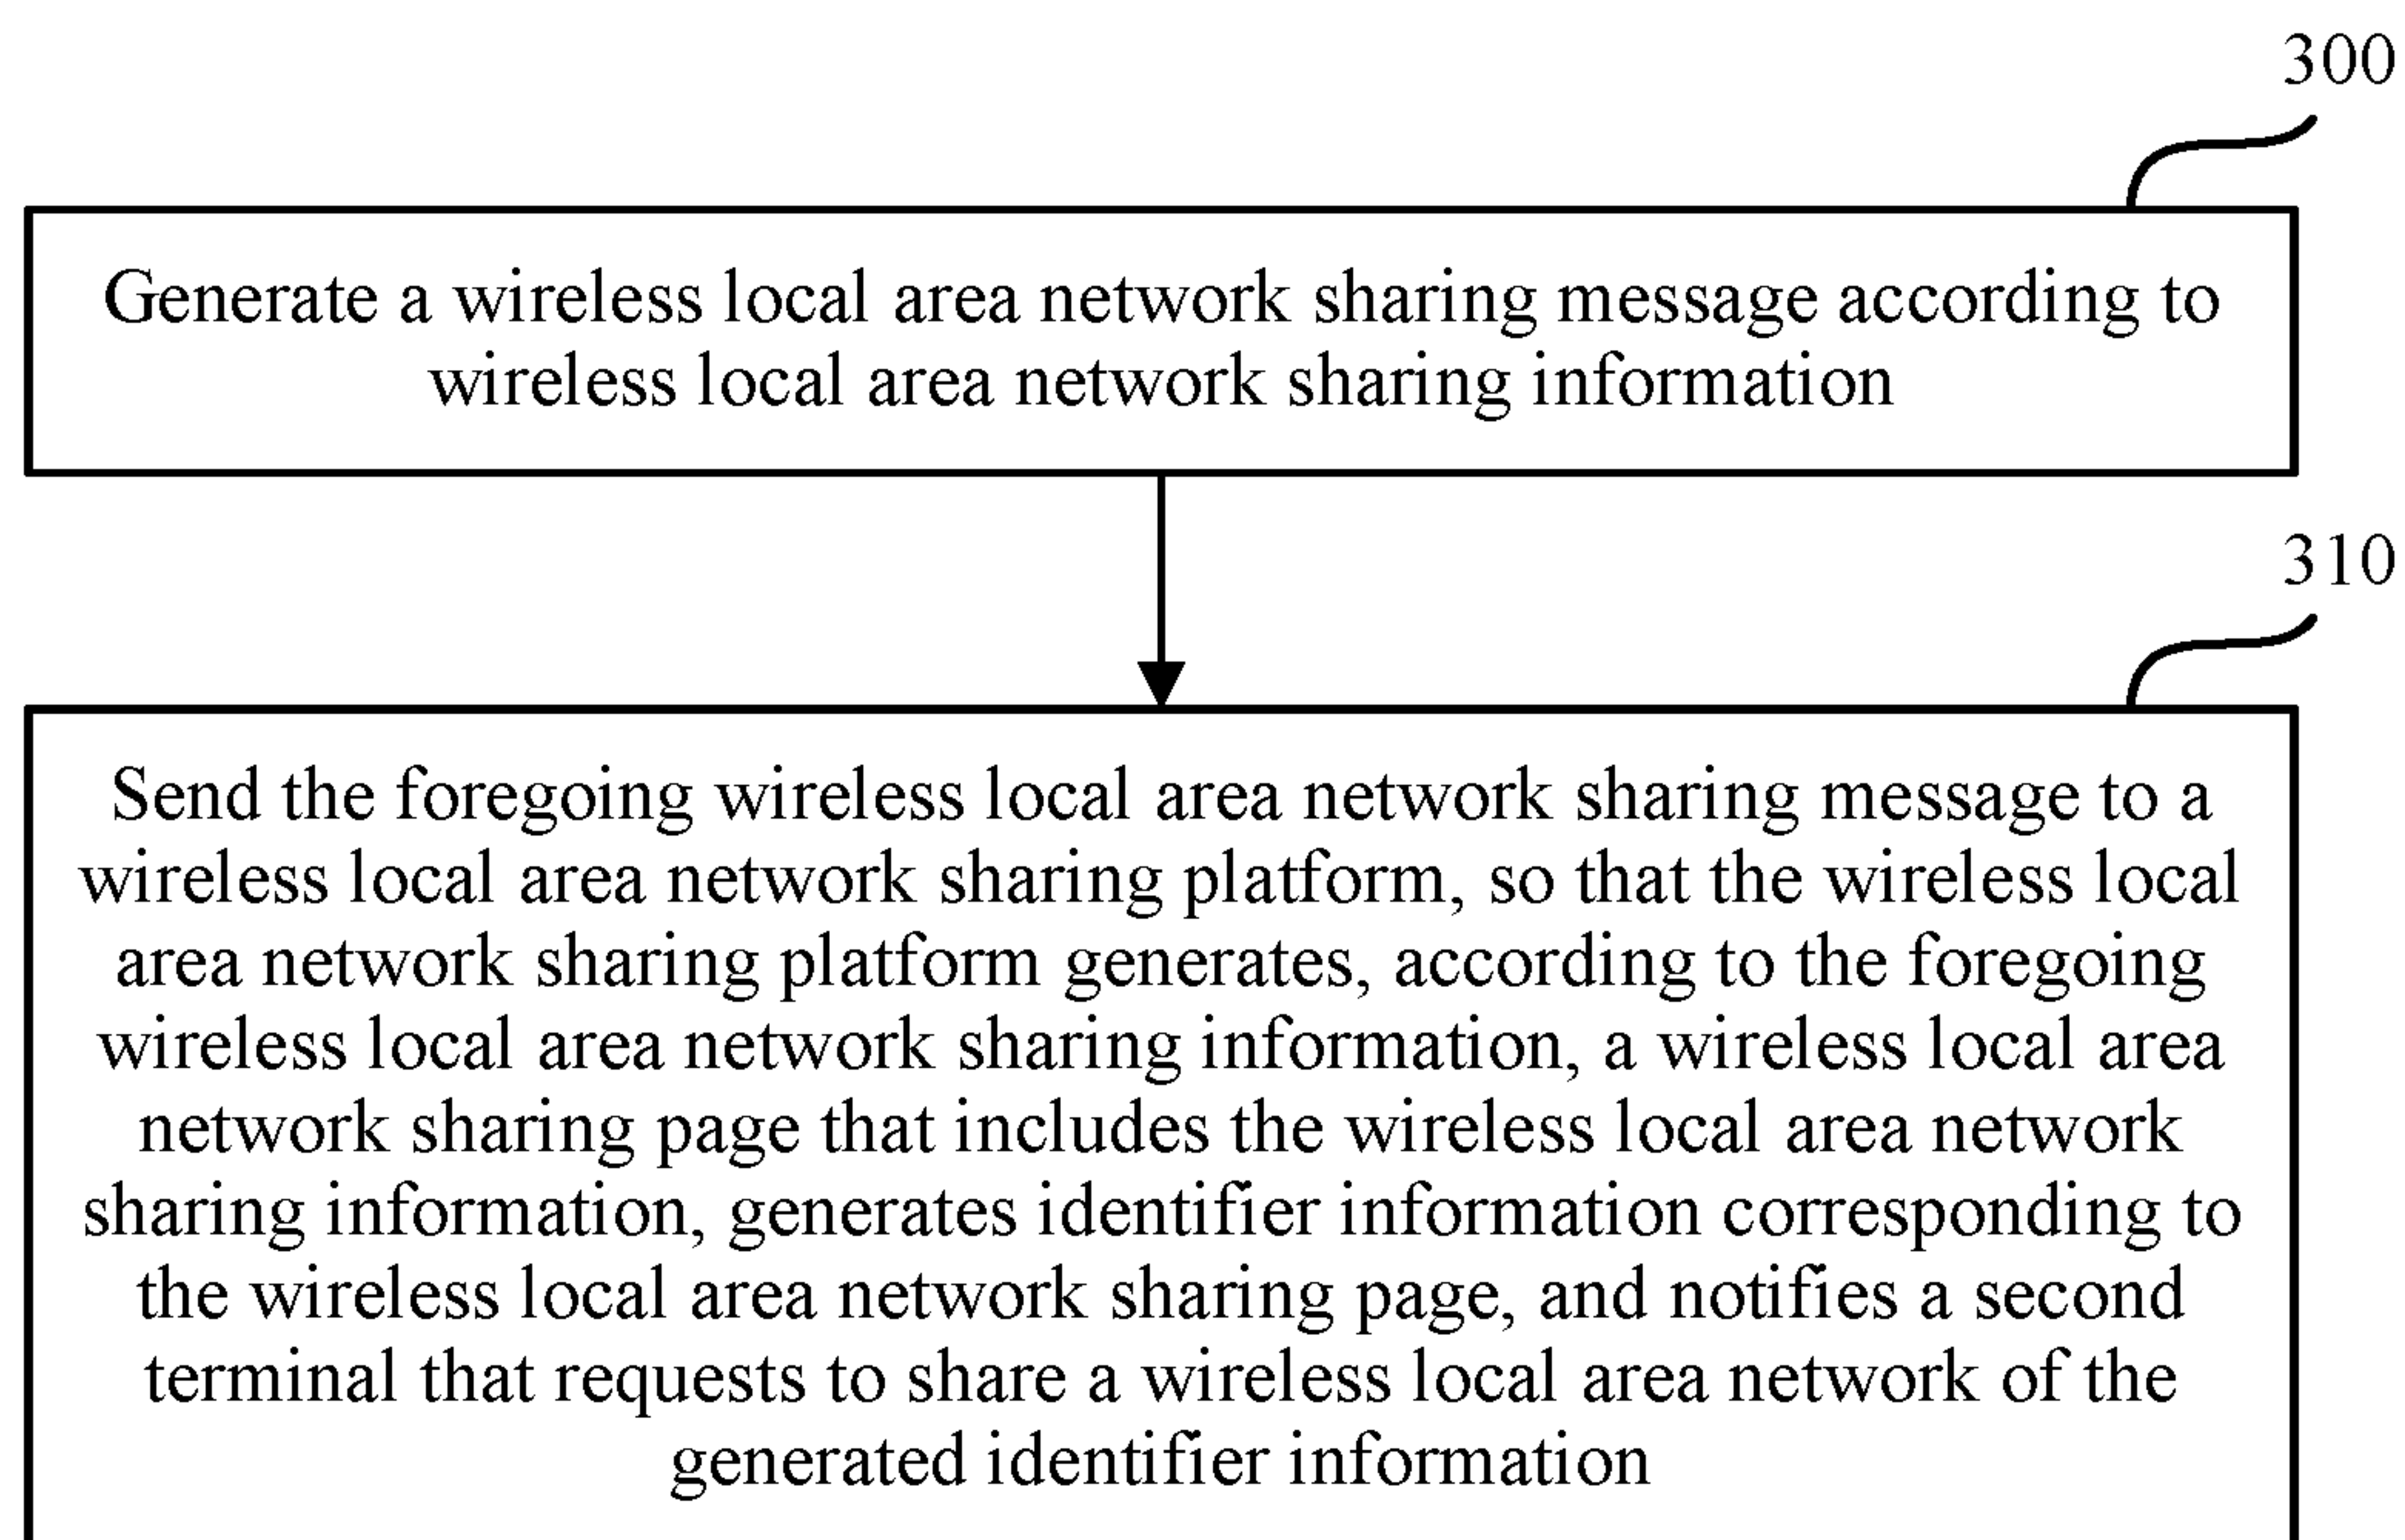 300
Generate a wireless local area network sharing message according to
wireless local area network sharing information
310
Send the foregoing wireless local area network sharing message to a
wireless local area network sharing platform, so that the wireless local
area network sharing platform generates, according to the foregoing
wireless local area network sharing information, a wireless local area
network sharing page that includes the wireless local area network
sharing information, generates identifier information corresponding to
the wireless local area network sharing page, and notifies a second
terminal that requests to share a wireless local area network of the
generated identifier information